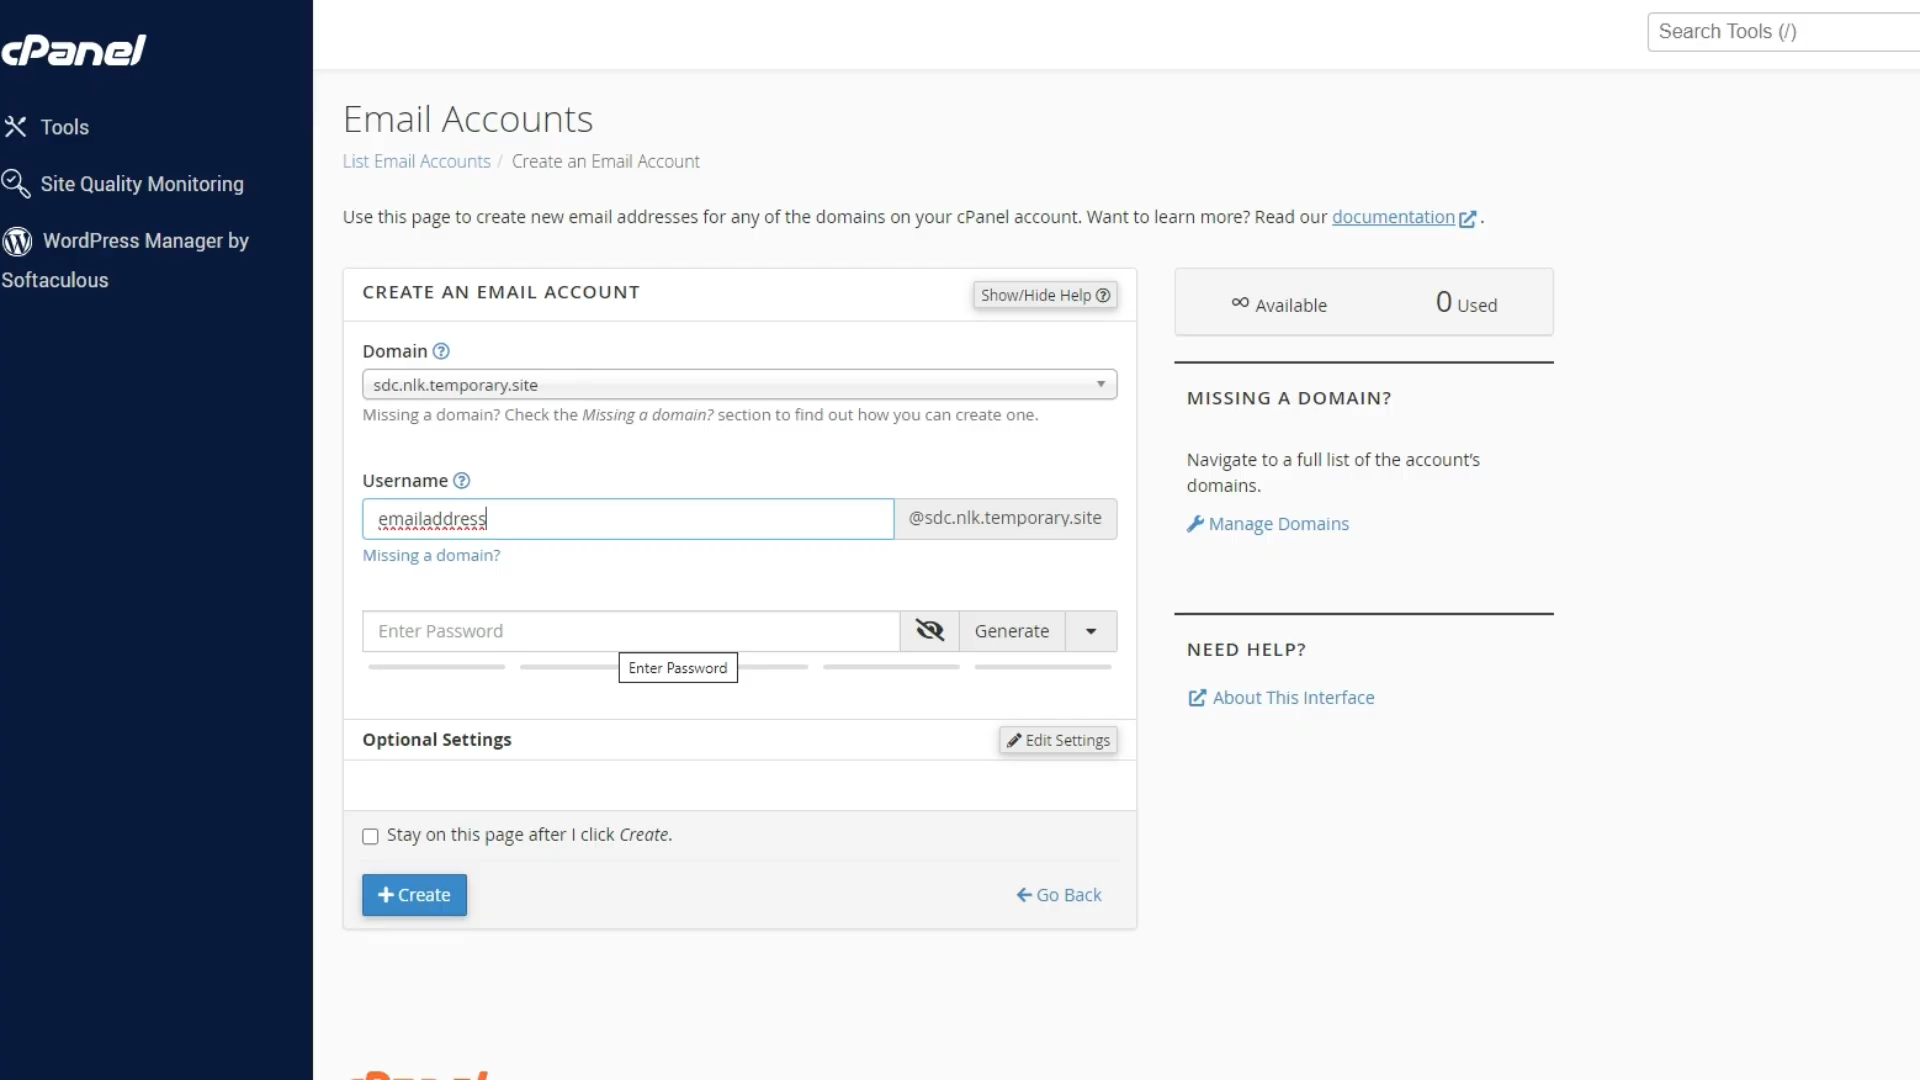 cPanel
Search Tools (/)
Tools
Site Quality Monitoring
WordPress Manager by
Softaculous
Email Accounts
List Email Accounts / Create an Email Account
Use this page to create new email addresses for any of the domains on your cPanel account. Want to learn more? Read our documentation .
CREATE AN EMAIL ACCOUNT
Show/Hide Help
Domain
sdc.nlk.temporary.site
Missing a domain? Check the Missing a domain? section to find out how you can create one.
Username
emailaddress
@sdc.nlk.temporary.site
Missing a domain?
Enter Password
Generate
Enter Password
Optional Settings
Edit Settings
Stay on this page after I click Create.
Create
Go Back
∞ Available
0 Used
MISSING A DOMAIN?
Navigate to a full list of the account's
domains.
Manage Domains
NEED HELP?
About This Interface